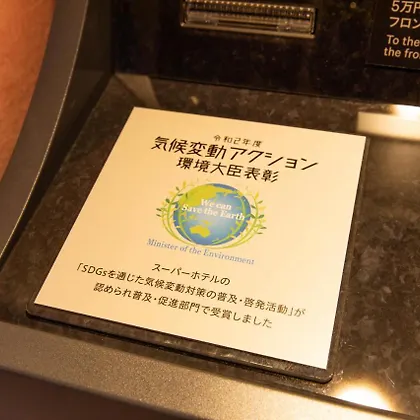 5万円
フロン
To the
the fro
令和2年度
気候変動アクション
環境大臣表彰
We can
Save the Earth
Minister of the Environment
スーパーホテルの
「SDGsを通じた気候変動対策の普及・啓発活動」が
認められ普及・促進部門で受賞しました